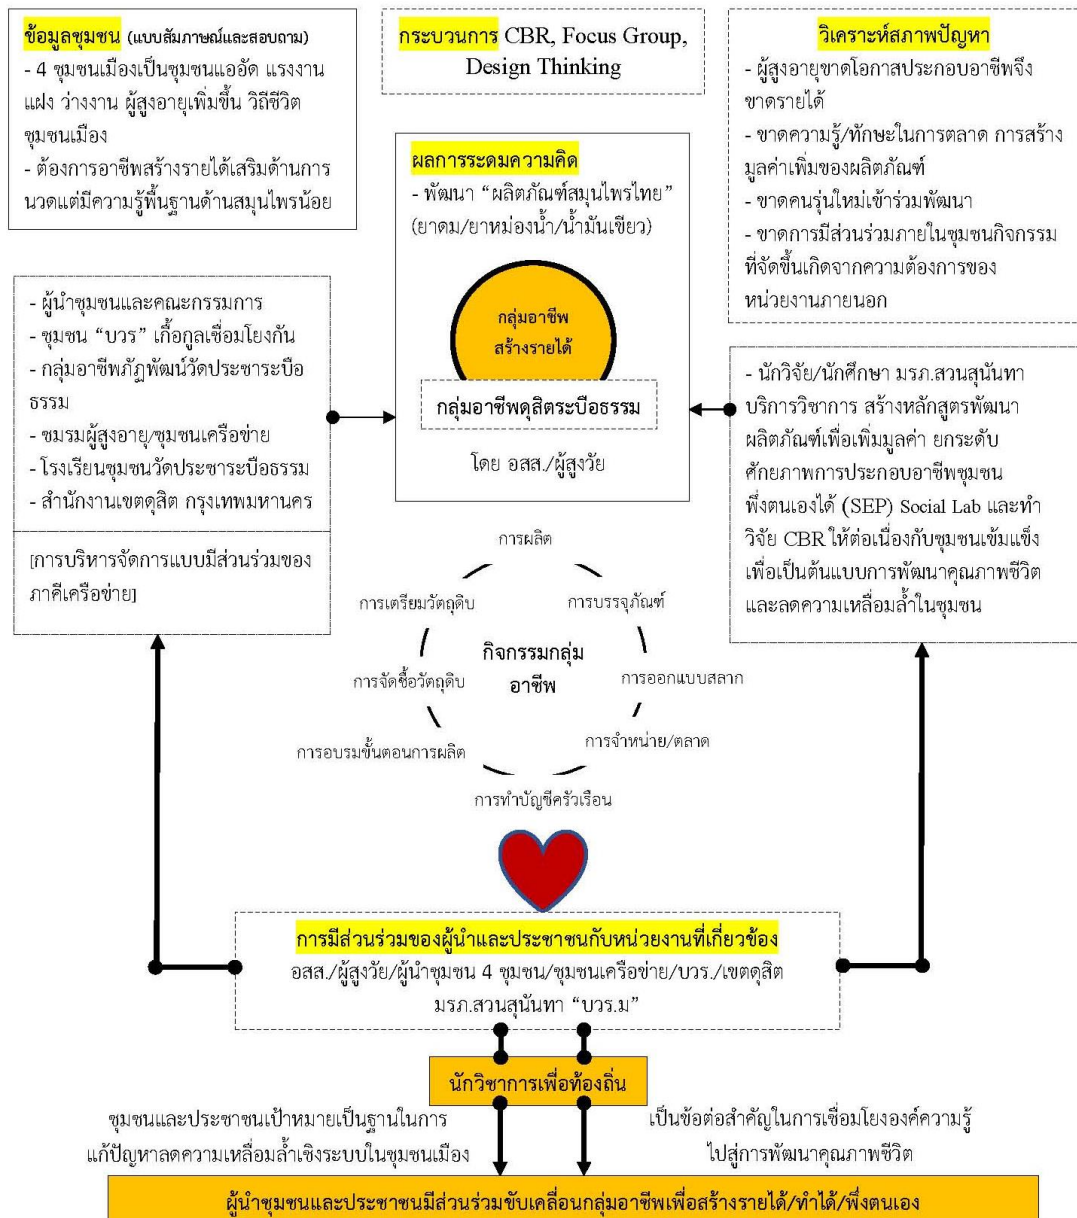 ข้อมูลชุมชน (แบบสัมภาษณ์และสอบถาม)
- 4 ชุมชนเมืองเป็นชุมชนแออัด แรงงาน
แฝง ว่างงาน ผู้สูงอายุเพิ่มขึ้น วิถีชีวิต
ชุมชนเมือง
- ต้องการอาชีพสร้างรายได้เสริมด้านการ
นวดแต่มีความรู้พื้นฐานด้านสมุนไพรน้อย
กระบวนการ CBR, Focus Group,
Design Thinking
วิเคราะห์สภาพปัญหา
- ผู้สูงอายุขาดโอกาสประกอบอาชีพจึง
ขาดรายได้
- ขาดความรู้/ทักษะในการตลาด การสร้าง
มูลค่าเพิ่มของผลิตภัณฑ์
- ขาดคนรุ่นใหม่เข้าร่วมพัฒนา
- ขาดการมีส่วนร่วมภายในชุมชนกิจกรรม
ที่จัดขึ้นเกิดจากความต้องการของ
หน่วยงานภายนอก
ผลการระดมความคิด
- พัฒนา “ผลิตภัณฑ์สมุนไพรไทย”
(ยาดม/ยาหม่องน้ำ/น้ำมันเขียว)
กลุ่มอาชีพ
สร้างรายได้
กลุ่มอาชีพดุสิตระบือธรรม
โดย อสส./ผู้สูงวัย
- ผู้นำชุมชนและคณะกรรมการ
- ชุมชน “บวร” เกื้อกูลเชื่อมโยงกัน
- กลุ่มอาชีพภัฏพัฒน์วัดประชาระบือ
ธรรม
- ชมรมผู้สูงอายุ/ชุมชนเครือข่าย
- โรงเรียนชุมชนวัดประชาระบือธรรม
- สำนักงานเขตดุสิต กรุงเทพมหานคร
[การบริหารจัดการแบบมีส่วนร่วมของ
ภาคีเครือข่าย]
- นักวิจัย/นักศึกษา มรภ.สวนสุนันทา
บริการวิชาการ สร้างหลักสูตรพัฒนา
ผลิตภัณฑ์เพื่อเพิ่มมูลค่า ยกระดับ
ศักยภาพการประกอบอาชีพชุมชน
พึ่งตนเองได้ (SEP) Social Lab และทำ
วิจัย CBR ให้ต่อเนื่องกับชุมชนเข้มแข็ง
เพื่อเป็นต้นแบบการพัฒนาคุณภาพชีวิต
และลดความเหลื่อมล้ำในชุมชน
การผลิต
การเตรียมวัตถุดิบ
การบรรจุภัณฑ์
กิจกรรมกลุ่ม
อาชีพ
การจัดซื้อวัตถุดิบ
การออกแบบสลาก
การอบรมขั้นตอนการผลิต
การจำหน่าย/ตลาด
การทำบัญชีครัวเรือน
การมีส่วนร่วมของผู้นำและประชาชนกับหน่วยงานที่เกี่ยวข้อง
อสส./ผู้สูงวัย/ผู้นำชุมชน 4 ชุมชน/ชุมชนเครือข่าย/บวร./เขตดุสิต
มรภ.สวนสุนันทา “บวร.ม”
นักวิชาการเพื่อท้องถิ่น
ชุมชนและประชาชนเป้าหมายเป็นฐานในการ
แก้ปัญหาลดความเหลื่อมล้ำเชิงระบบในชุมชนเมือง
เป็นข้อต่อสำคัญในการเชื่อมโยงองค์ความรู้
ไปสู่การพัฒนาคุณภาพชีวิต
ผู้นำชุมชนและประชาชนมีส่วนร่วมขับเคลื่อนกลุ่มอาชีพเพื่อสร้างรายได้/ทำได้/พึ่งตนเอง